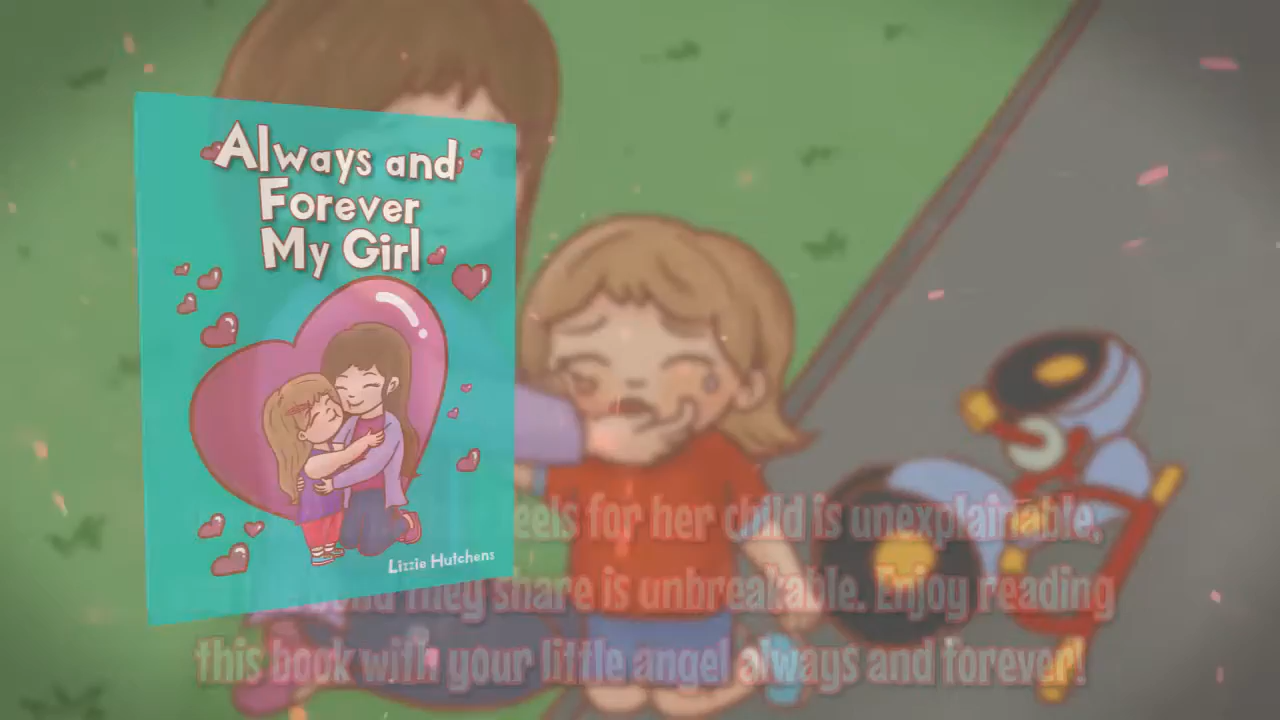 Always and
Forever
My Girl
Lizzie Hutchens
feels for her child is unexplainable,
they share is unbreakable. Enjoy reading
this book with your little angel always and forever!